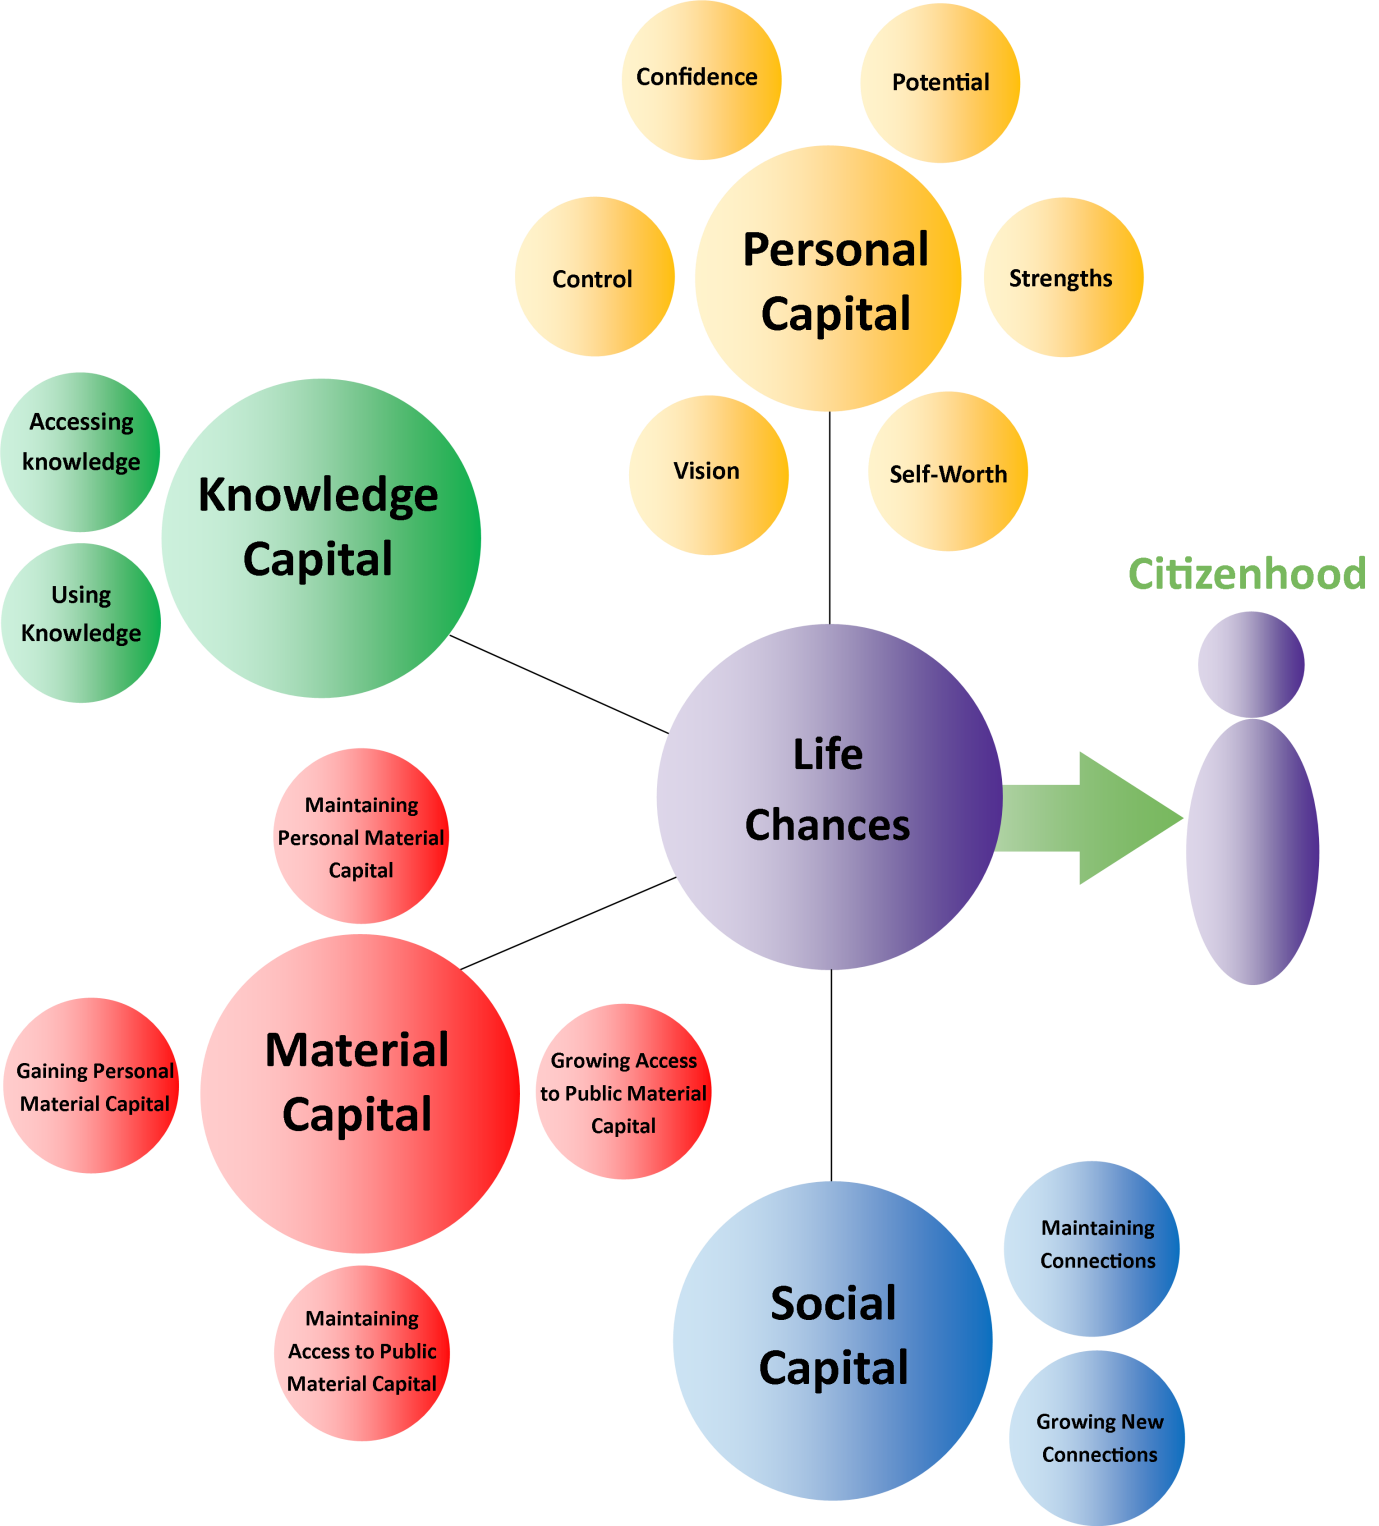 Confidence
Potential
Personal
Capital
Control
Strengths
Vision
Self-Worth
Accessing
knowledge
Knowledge
Capital
Using
Knowledge
Citizenhood
Life
Chances
Maintaining
Personal Material
Capital
Gaining Personal
Material Capital
Material
Capital
Growing Access
to Public Material
Capital
Maintaining
Access to Public
Material Capital
Social
Capital
Maintaining
Connections
Growing New
Connections